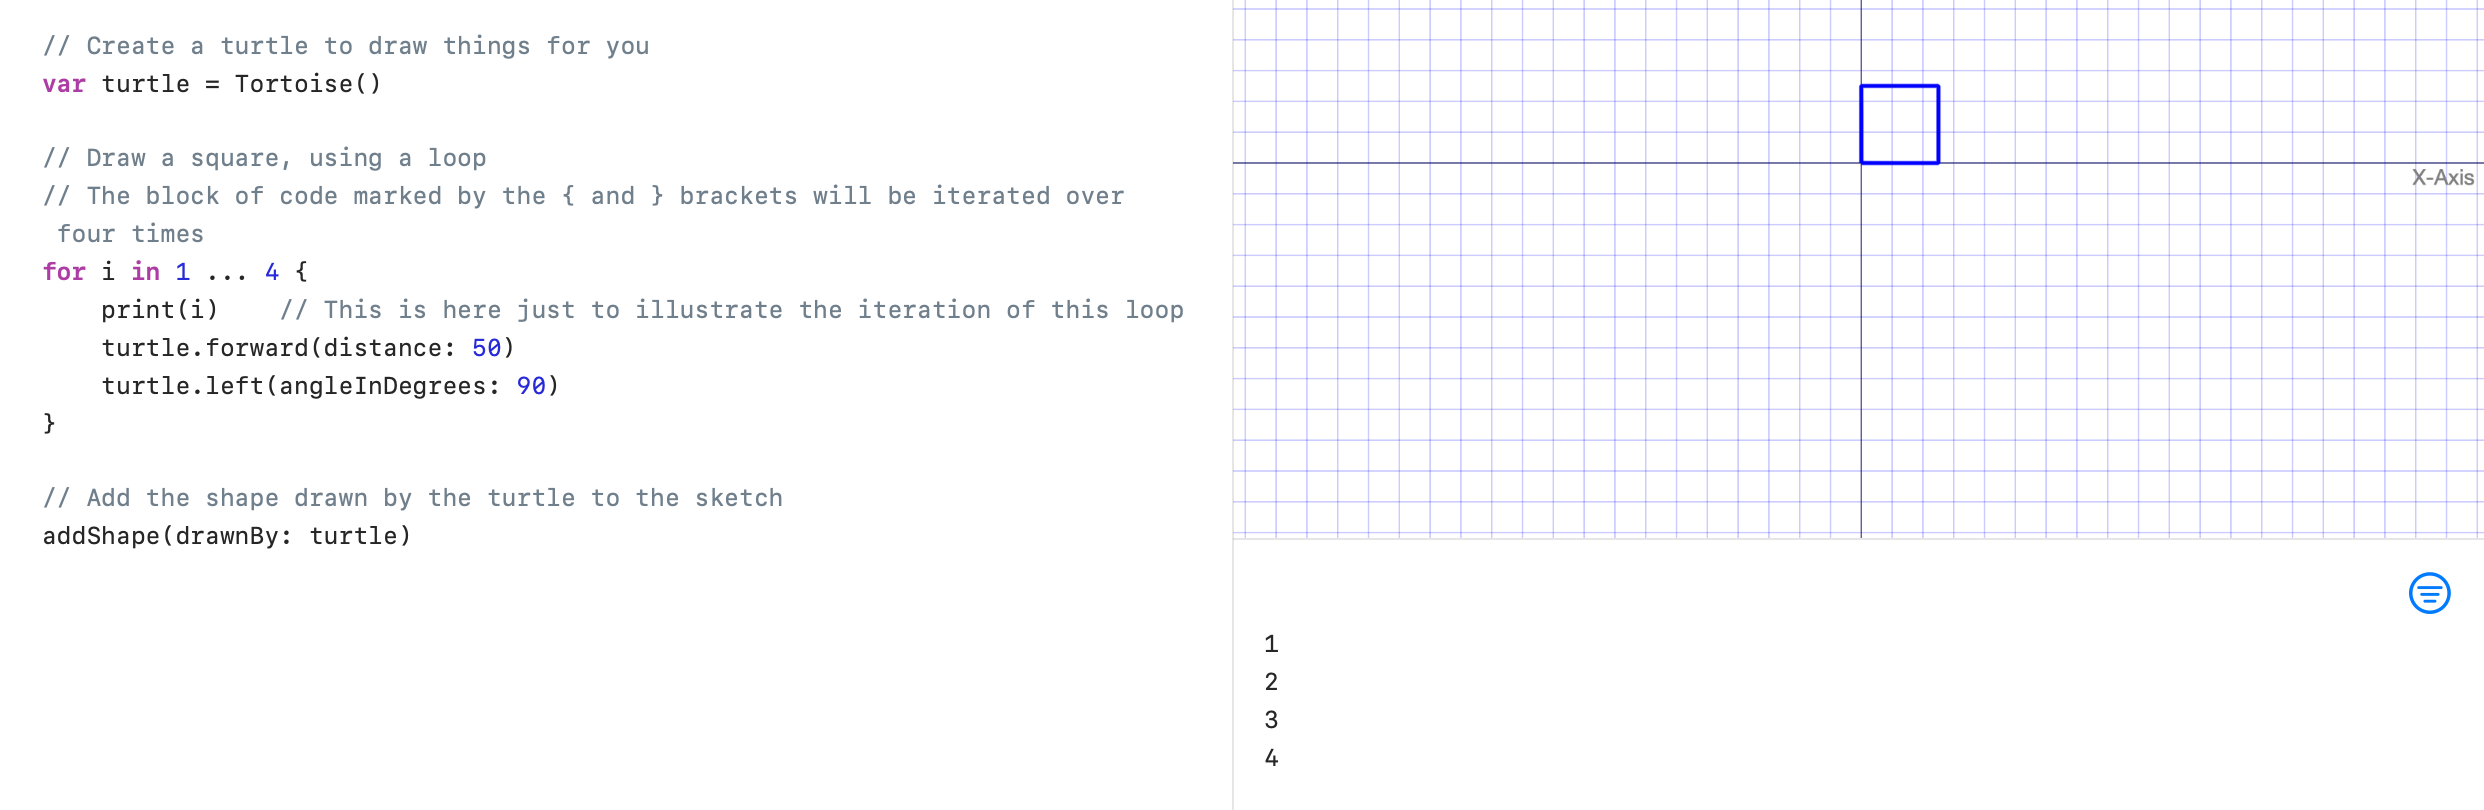 // Create a turtle to draw things for you
var turtle = Tortoise()
// Draw a square, using a loop
// The block of code marked by the { and } brackets will be iterated over
four times
for i in 1 ... 4 {
    print(i)    // This is here just to illustrate the iteration of this loop
    turtle.forward(distance: 50)
    turtle.left(angleInDegrees: 90)
}
// Add the shape drawn by the turtle to the sketch
addShape(drawnBy: turtle)
X-Axis
1
2
3
4